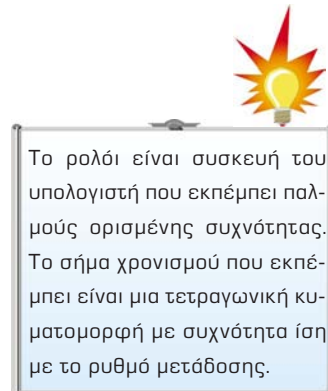 Το ρολόι είναι συσκευή του
υπολογιστή που εκπέμπει παλ-
μούς ορισμένης συχνότητας.
Το σήμα χρονισμού που εκπέ-
μπει είναι μια τετραγωνική κυ-
ματομορφή με συχνότητα ίση
με το ρυθμό μετάδοσης.